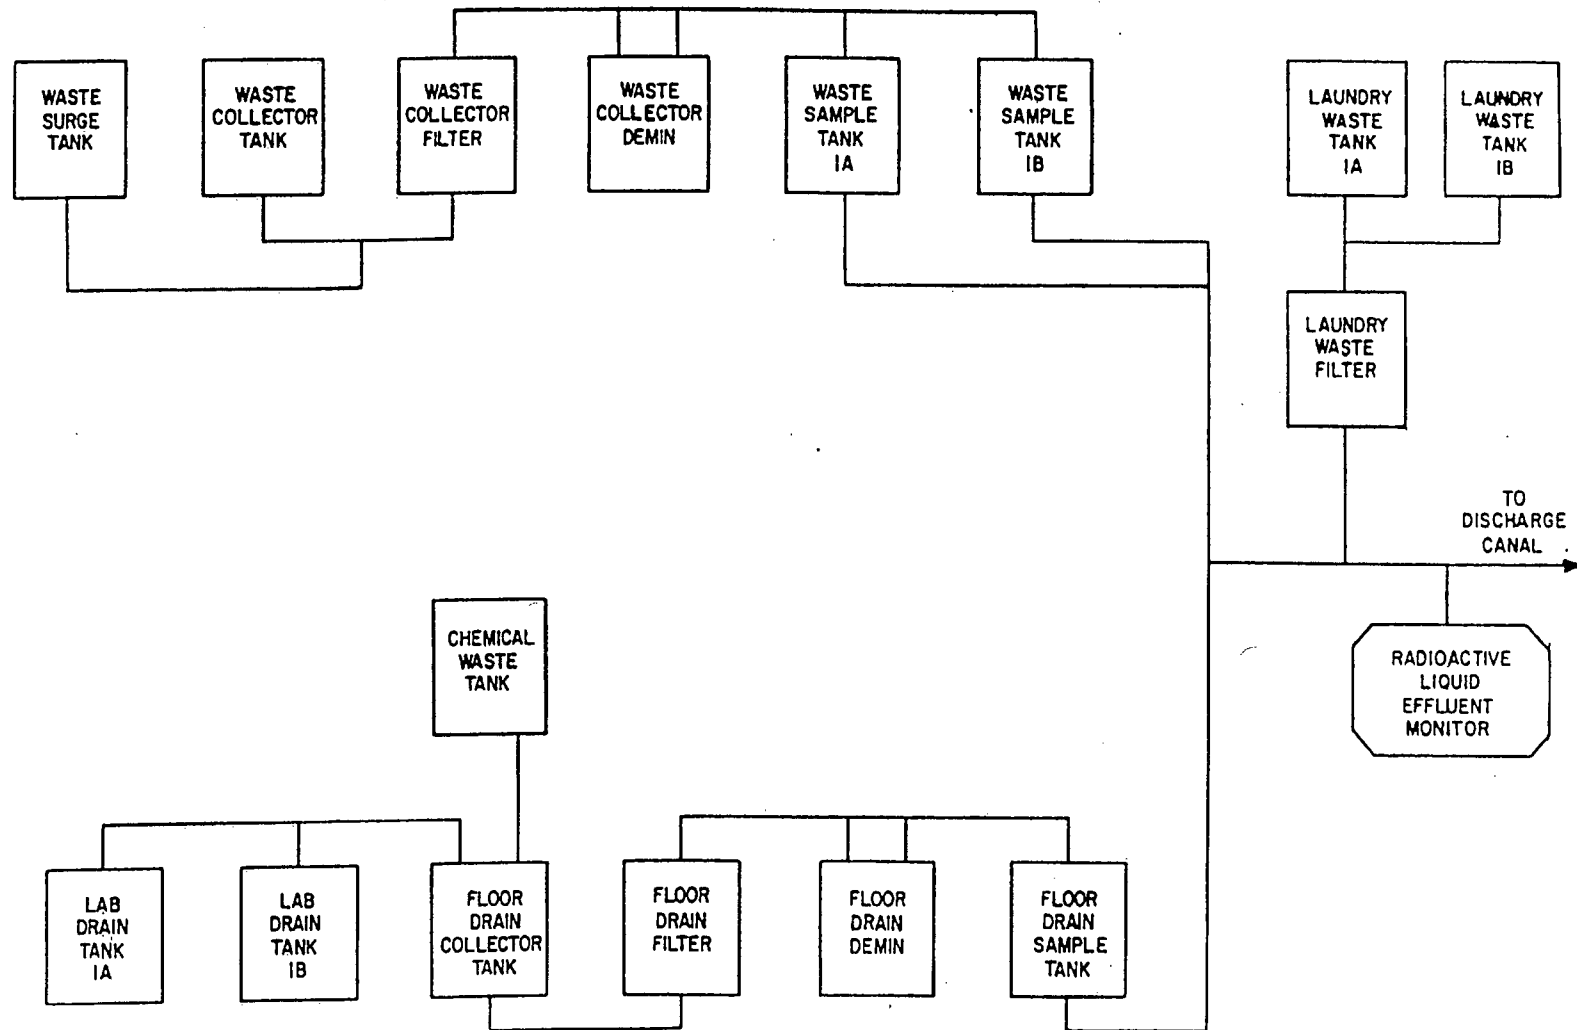 WASTE
SURGE
TANK
WASTE
COLLECTOR
TANK
WASTE
COLLECTOR
FILTER
WASTE
COLLECTOR
DEMIN
WASTE
SAMPLE
TANK
1A
WASTE
SAMPLE
TANK
1B
LAUNDRY
WASTE
TANK
1A
LAUNDRY
WASTE
TANK
1B
LAUNDRY
WASTE
FILTER
TO
DISCHARGE
CANAL
CHEMICAL
WASTE
TANK
RADIOACTIVE
LIQUID
EFFLUENT
MONITOR
LAB
DRAIN
TANK
1A
LAB
DRAIN
TANK
1B
FLOOR
DRAIN
COLLECTOR
TANK
FLOOR
DRAIN
FILTER
FLOOR
DRAIN
DEMIN
FLOOR
DRAIN
SAMPLE
TANK